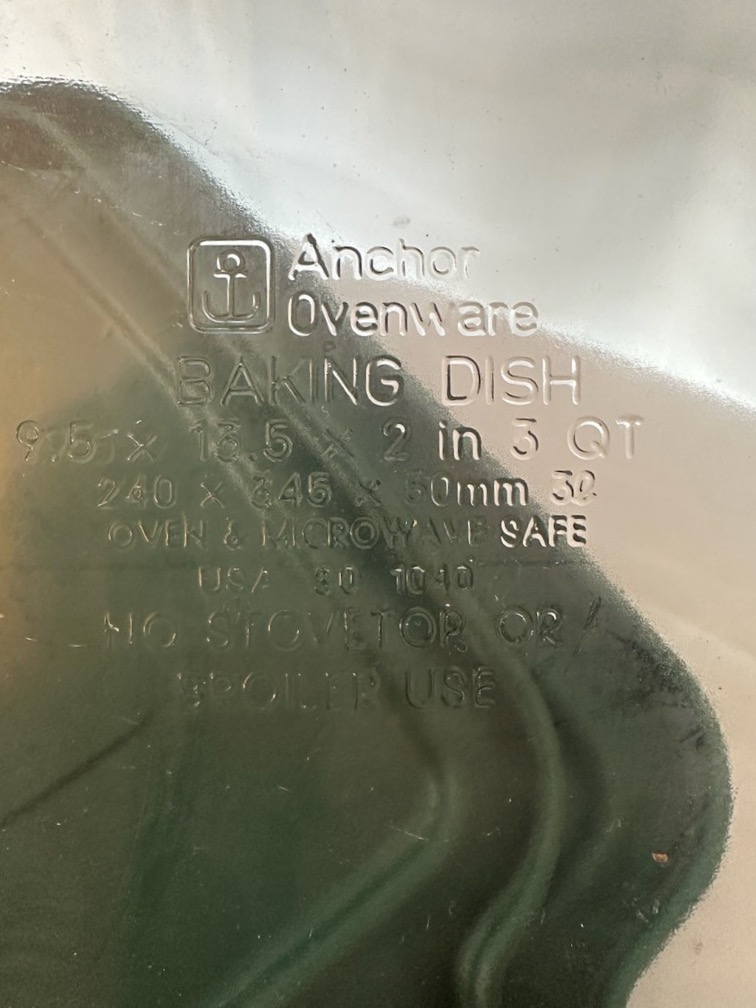 Anchor
Ovenware
BAKING DISH
9.5 x 13.5 x 2 in 3 QT
240 x 345 x 50mm 3ℓ
OVEN & MICROWAVE SAFE
USA 90 1040
NO STOVETOP OR
BROILER USE